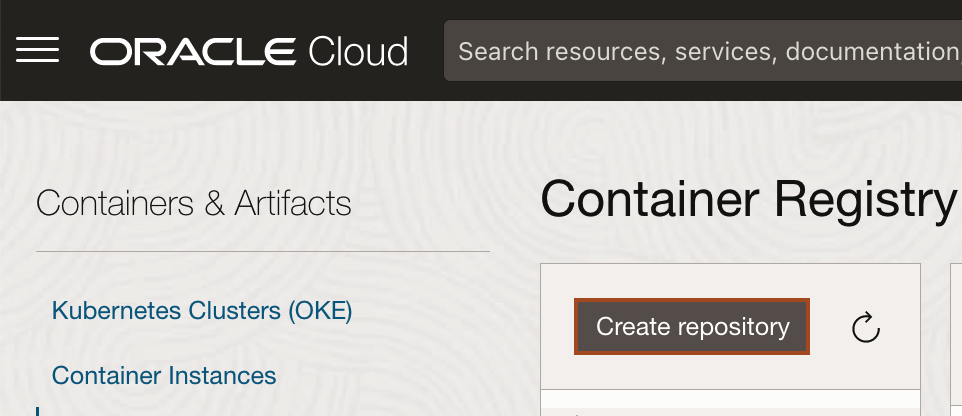 ORACLE Cloud
Search resources, services, documentation,
Containers & Artifacts
Kubernetes Clusters (OKE)
Container Instances
Container Registry
Create repository